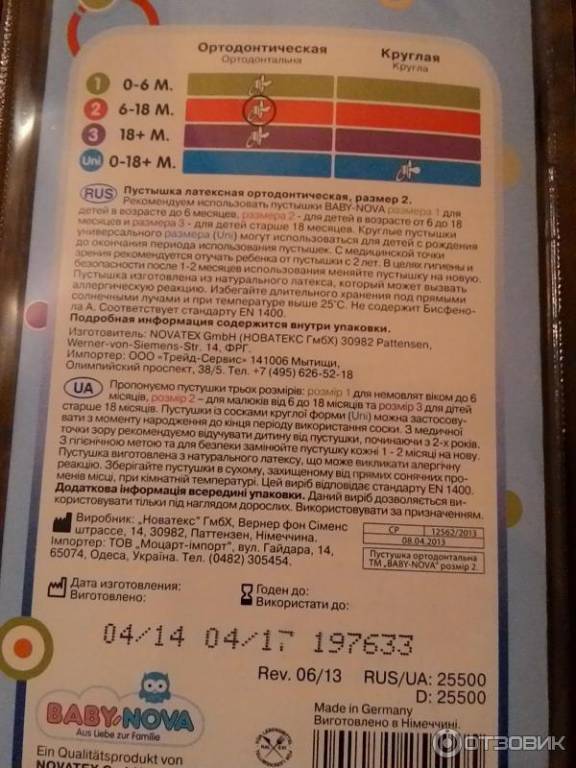 Ортодонтическая
Ортодонтальна
Круглая
Кругла
1 0-6 М.
2 6-18 М.
3 18+ М.
Uni 0-18+ М.
RUS Пустышка латексная ортодонтическая, размер 2.
Рекомендуем использовать пустышки BABY-NOVA размера 1 для
детей в возрасте до 6 месяцев, размера 2 - для детей в возрасте от 6 до 18
месяцев и размера 3 - для детей старше 18 месяцев. Круглые пустышки
универсального размера (Uni) могут использоваться для детей с рождения
до окончания периода использования пустышек. С медицинской точки
зрения рекомендуется отучать ребенка от пустышки с 2 лет. В целях гигиены и
безопасности после 1-2 месяцев использования меняйте пустышку на новую.
Пустышка изготовлена из натурального латекса, который может вызвать
аллергическую реакцию. Избегайте длительного хранения под прямыми
солнечными лучами и при температуре выше 25°С. Не содержит Бисфено-
ла А. Соответствует стандарту EN 1400.
Подробная информация содержится внутри упаковки.
Изготовитель: NOVATEX GmbH (НОВАТЕКС ГмбХ) 30982 Pattensen,
Werner-von-Siemens-Str. 14, ФРГ.
Импортер: ООО «Трейд-Сервис» 141006 Мытищи,
Олимпийский проспект, 38/5. Тел. +7 (495) 626-52-18
UA Пропонуємо пустушки трьох розмірів: розмір 1 для немовлят віком до 6
місяців, розмір 2 – для малюків від 6 до 18 місяців та розмір 3 для дітей
старше 18 місяців. Пустушки із сосками круглої форми (Uni) можна застосову-
вати з моменту народження до кінця періоду використання соски. З медичної
точки зору рекомендуємо відучувати дитину від пустушки, починаючи з 2-х років.
З гігієнічною метою та для безпеки замінюйте пустушку кожні 1 - 2 місяці на нову.
Пустушка виготовлена з натурального латексу, що може викликати алергічну
реакцію. Зберігайте пустушки в сухому, захищеному від прямих сонячних про-
менів місці, при кімнатній температурі. Цей виріб відповідає стандарту EN 1400.
Додаткова інформація всередині упаковки. Даний виріб дозволяється ви-
користовувати тільки під наглядом дорослих. Використовувати за призначенням.
Виробник: „Новатекс" ГмбХ, Вернер фон Сіменс
штрассе, 14, 30982, Паттензен, Німеччина.
Імпортер: ТОВ „Моцарт-імпорт", вул. Гайдара, 14,
65074, Одеса, Україна. Тел. (0482) 305454.
СР 12562/2013
08.04.2013
Пустушка ортодонтальна
ТМ „BABY-NOVA" розмір 2.
Дата изготовления:
Виготовлено:
Годен до:
Використати до:
04/14 04/17 197633
Rev. 06/13 RUS/UA: 25500
D: 25500
BABY-NOVA
Aus Liebe zur Familie
Made in Germany
Виготовлено в Німеччині.
Ein Qualitätsprodukt von
ОТЗОВИК